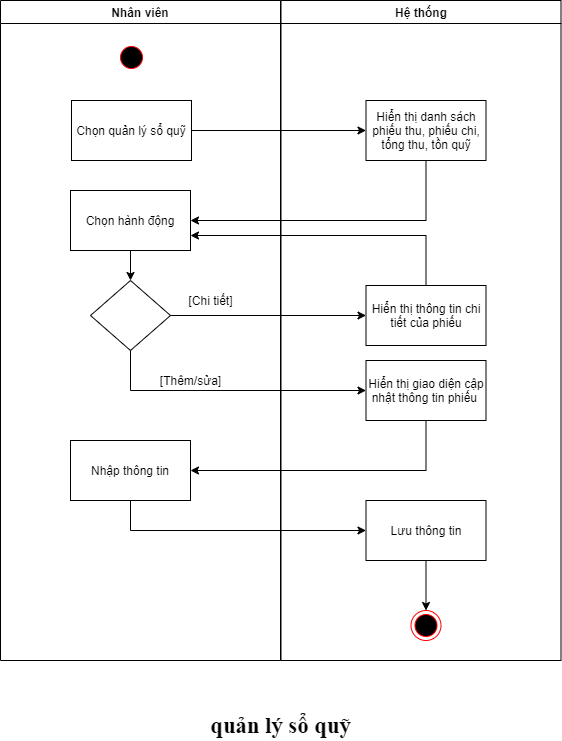 Nhân viên
Hệ thống
Chọn quản lý sổ quỹ
Hiển thị danh sách
phiếu thu, phiếu chi,
tổng thu, tồn quỹ
Chọn hành động
[Chi tiết]
Hiển thị thông tin chi
tiết của phiếu
[Thêm/sửa]
Hiển thị giao diện cập
nhật thông tin phiếu
Nhập thông tin
Lưu thông tin
quản lý sổ quỹ